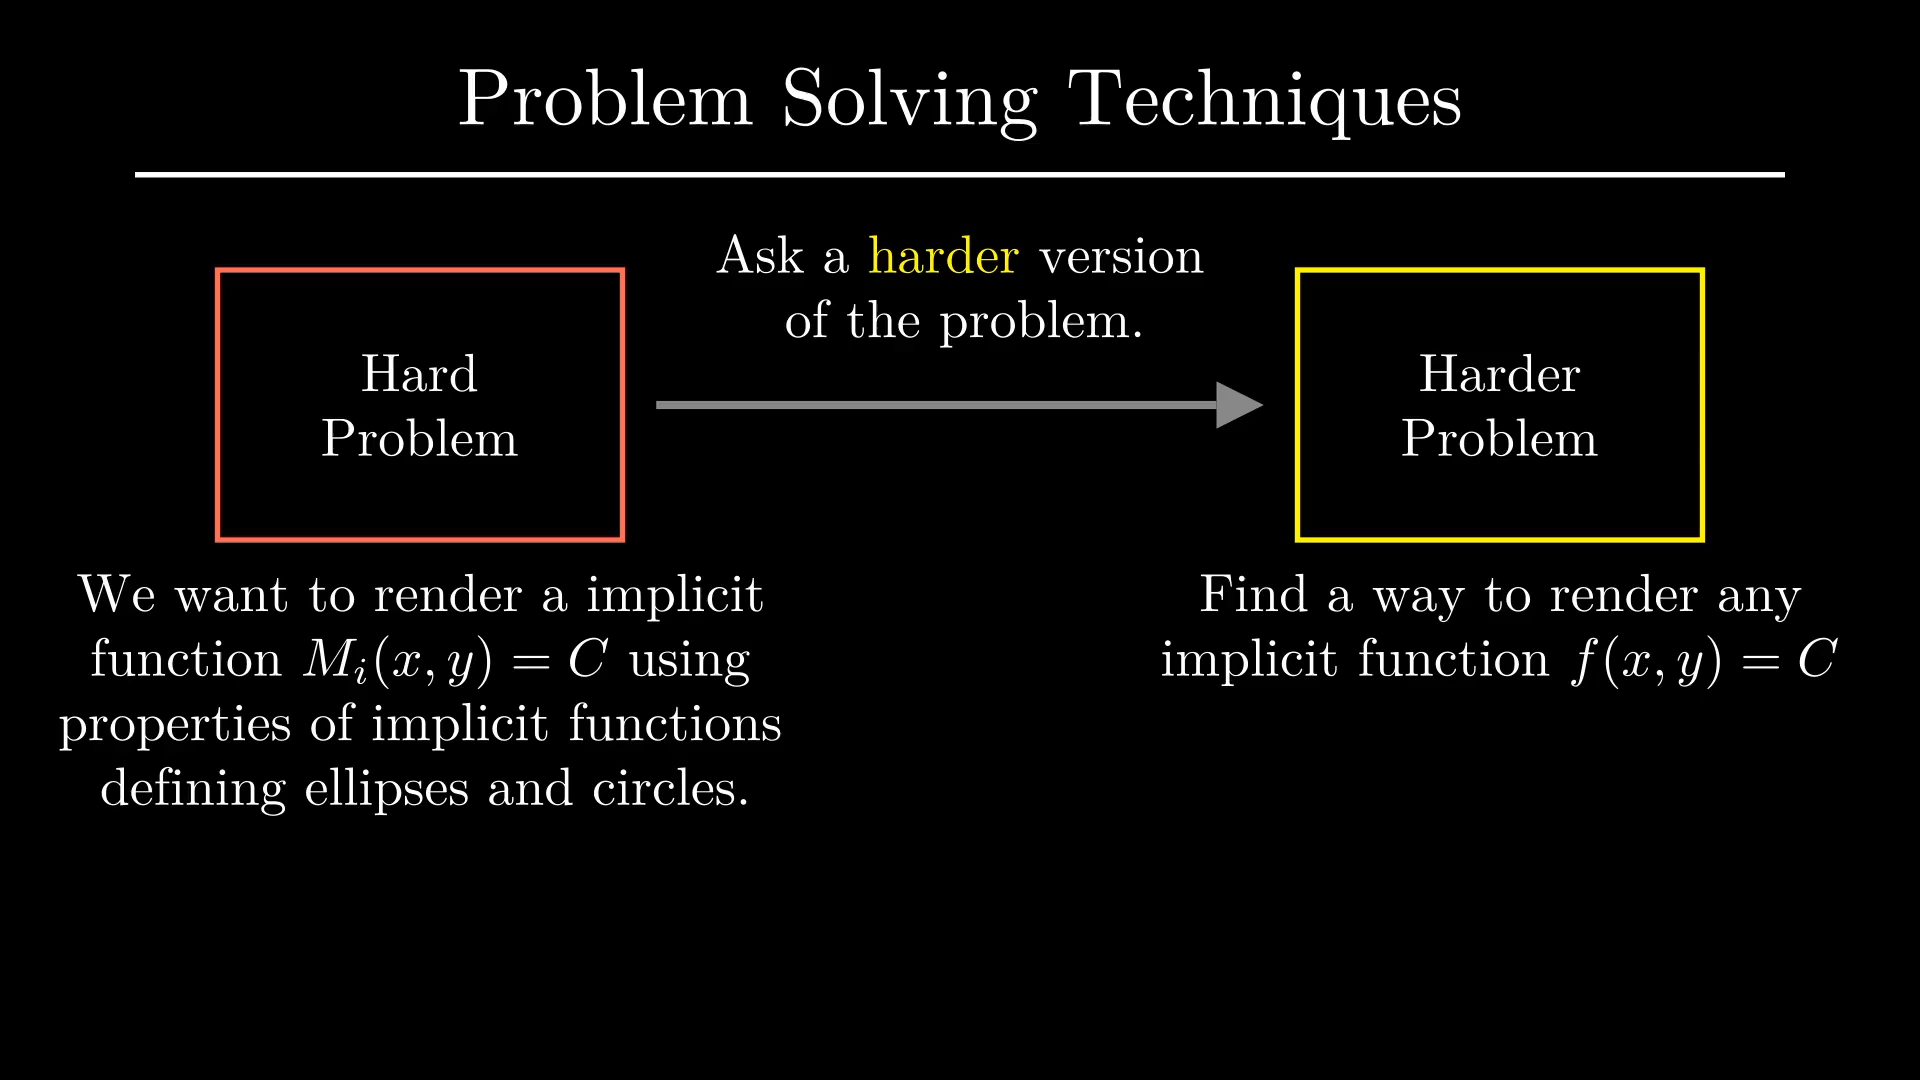 Problem Solving Techniques
Ask a harder version
of the problem.
Hard
Problem
Harder
Problem
We want to render a implicit
function $M_i(x, y) = C$ using
properties of implicit functions
defining ellipses and circles.
Find a way to render any
implicit function $f(x, y) = C$